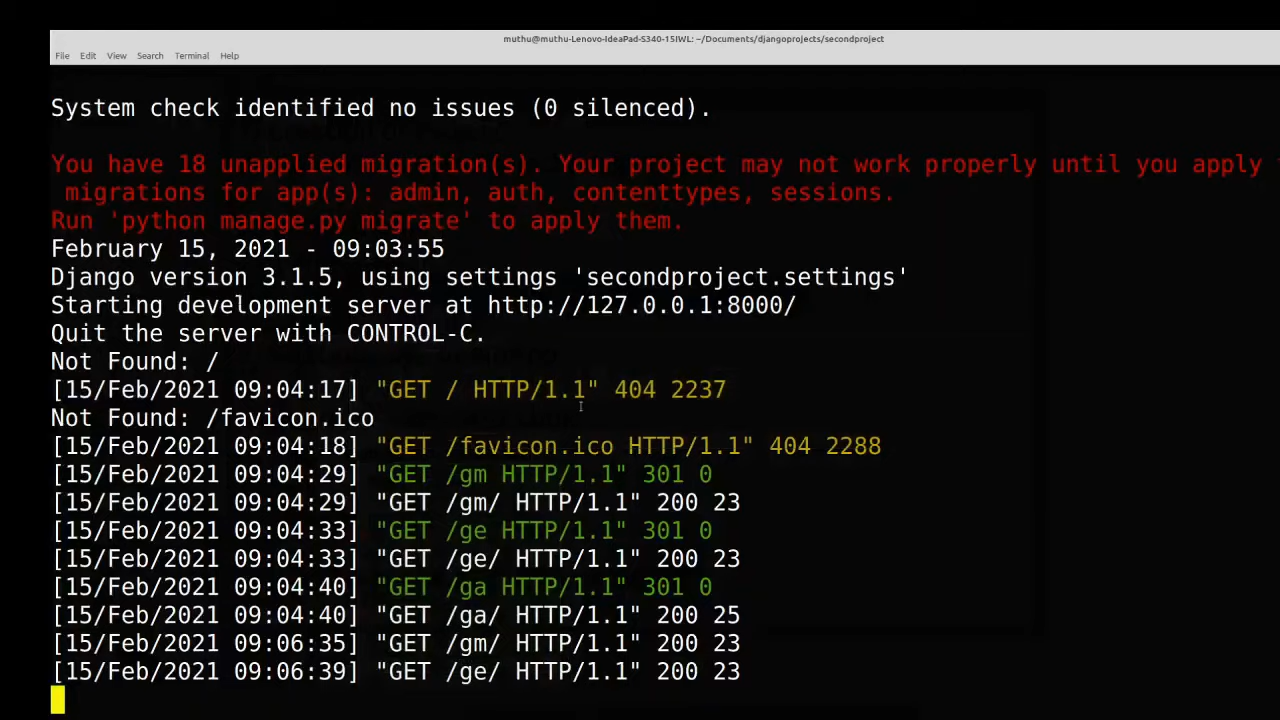 muthu@muthu-Lenovo-IdeaPad-S340-15IWL: ~/Documents/djangoprojects/secondproject
File Edit View Search Terminal Help
System check identified no issues (0 silenced).
You have 18 unapplied migration(s). Your project may not work properly until you apply
migrations for app(s): admin, auth, contenttypes, sessions.
Run 'python manage.py migrate' to apply them.
February 15, 2021 - 09:03:55
Django version 3.1.5, using settings 'secondproject.settings'
Starting development server at http://127.0.0.1:8000/
Quit the server with CONTROL-C.
Not Found: /
[15/Feb/2021 09:04:17] "GET / HTTP/1.1" 404 2237
Not Found: /favicon.ico
[15/Feb/2021 09:04:18] "GET /favicon.ico HTTP/1.1" 404 2288
[15/Feb/2021 09:04:29] "GET /gm HTTP/1.1" 301 0
[15/Feb/2021 09:04:29] "GET /gm/ HTTP/1.1" 200 23
[15/Feb/2021 09:04:33] "GET /ge HTTP/1.1" 301 0
[15/Feb/2021 09:04:33] "GET /ge/ HTTP/1.1" 200 23
[15/Feb/2021 09:04:40] "GET /ga HTTP/1.1" 301 0
[15/Feb/2021 09:04:40] "GET /ga/ HTTP/1.1" 200 25
[15/Feb/2021 09:06:35] "GET /gm/ HTTP/1.1" 200 23
[15/Feb/2021 09:06:39] "GET /ge/ HTTP/1.1" 200 23